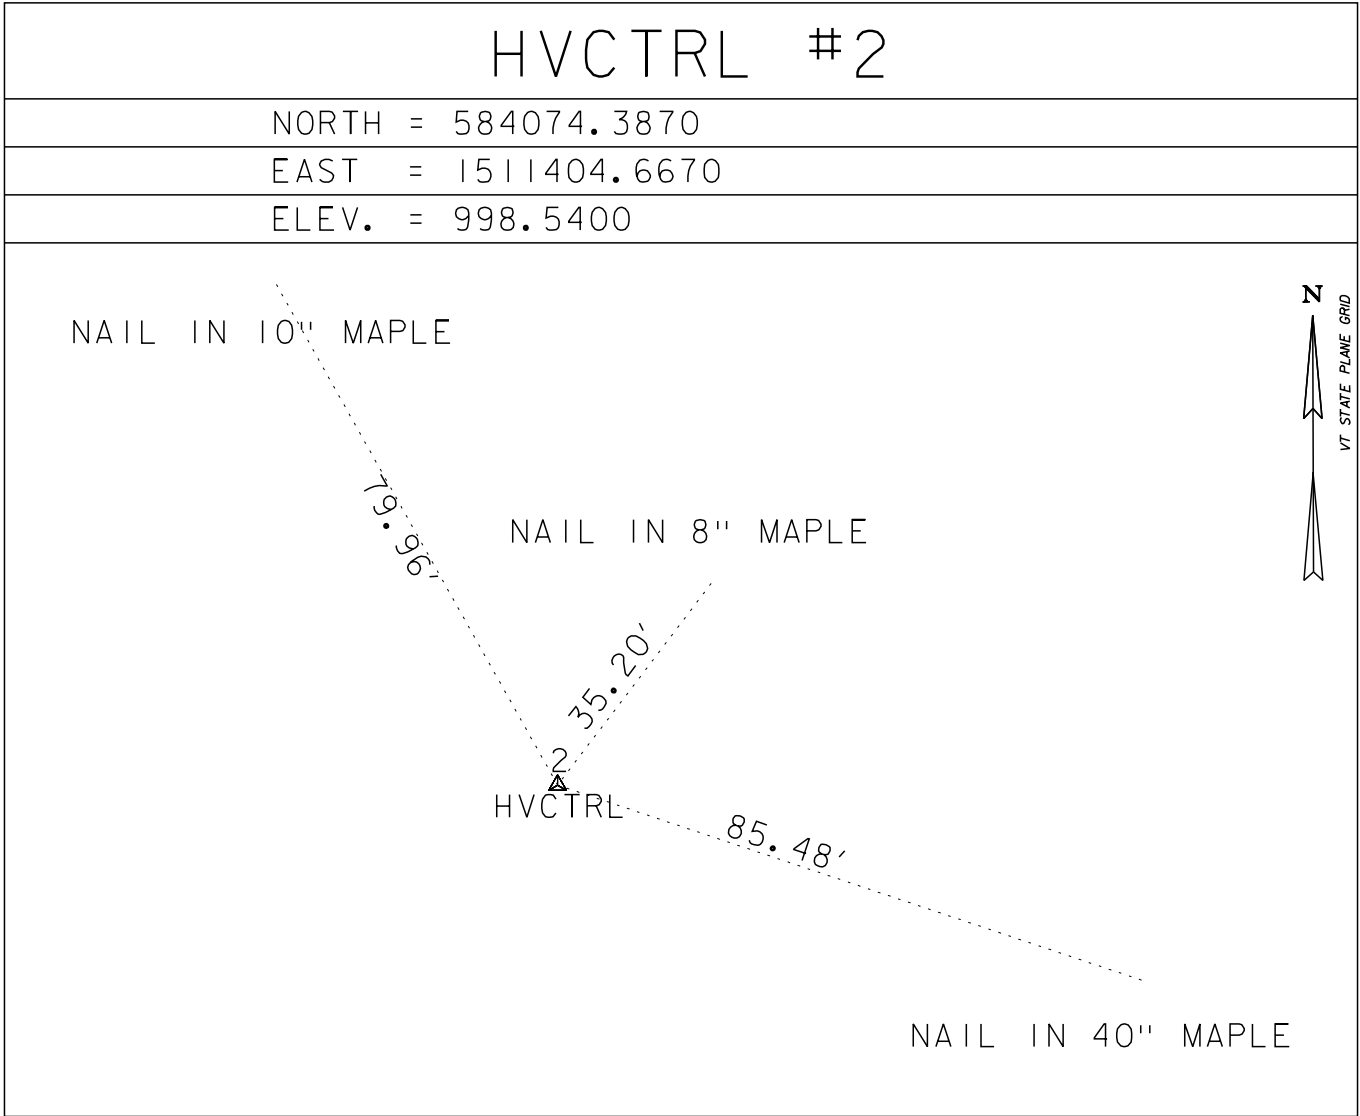 HVCTRL #2
NORTH = 584074.3870
EAST = 1511404.6670
ELEV. = 998.5400
N
VT STATE PLANE GRID
NAIL IN 10" MAPLE
79.96'
NAIL IN 8" MAPLE
35.20'
2
HVCTRL
85.48'
NAIL IN 40" MAPLE